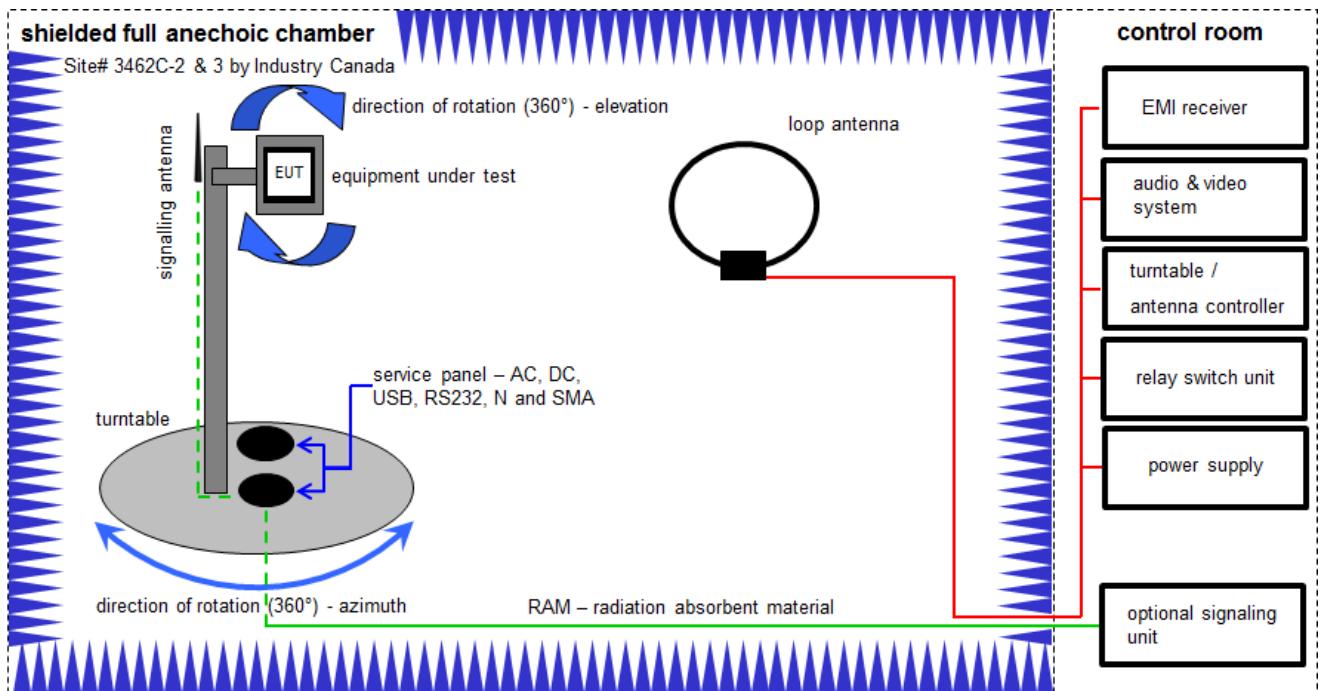 shielded full anechoic chamber
Site# 3462C-2 & 3 by Industry Canada
direction of rotation (360°) - elevation
signalling antenna
EUT
equipment under test
loop antenna
service panel – AC, DC,
USB, RS232, N and SMA
turntable
direction of rotation (360°) - azimuth
RAM – radiation absorbent material
control room
EMI receiver
audio & video
system
turntable /
antenna controller
relay switch unit
power supply
optional signaling
unit